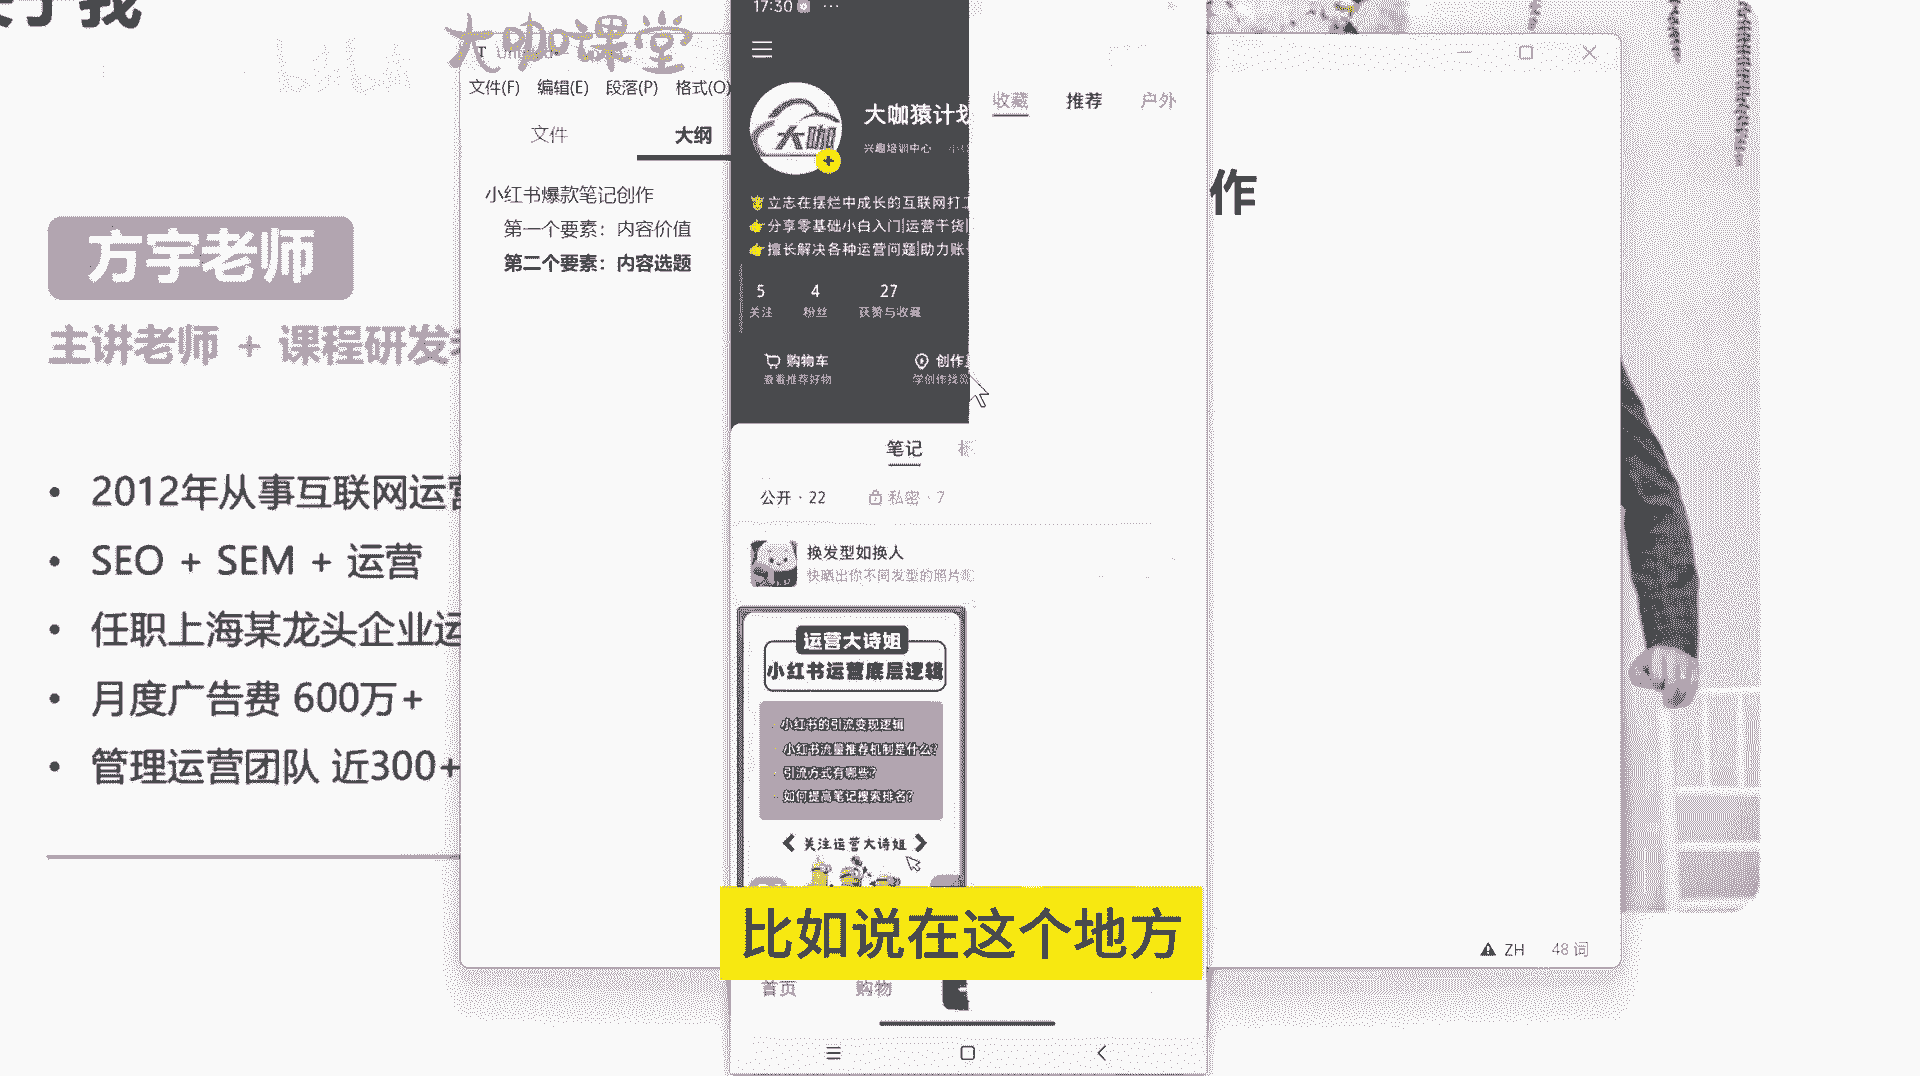 于我
大咖课堂
bilibili
方宇老师
主讲老师 + 课程研发
• 2012年从事互联网运营
• SEO + SEM + 运营
• 任职上海某龙头企业运
• 月度广告费 600万+
• 管理运营团队 近300+
文件(F) 编辑(E) 段落(P) 格式(O)
文件 大纲
小红书爆款笔记创作
第一个要素：内容价值
第二个要素：内容选题
作
ZH 48 词
17:30 ···
大咖
大咖猿计划
兴趣培训中心
立志在摆烂中成长的互联网打工
分享零基础小白入门|运营干货|
擅长解决各种运营问题|助力账
5 4 27
关注 粉丝 获赞与收藏
购物车 创作
查看推荐好物 学创作找灵
笔记
公开 · 22 私密 · 7
换发型如换人
快晒出你不同发型的照片啦
运营大诗姐
小红书运营底层逻辑
· 小红书的引流变现逻辑
· 小红书流量推荐机制是什么?
· 引流方式有哪些?
· 如何提高笔记搜索排名?
关注运营大诗姐
收藏 推荐 户外
比如说在这个地方
首页 购物